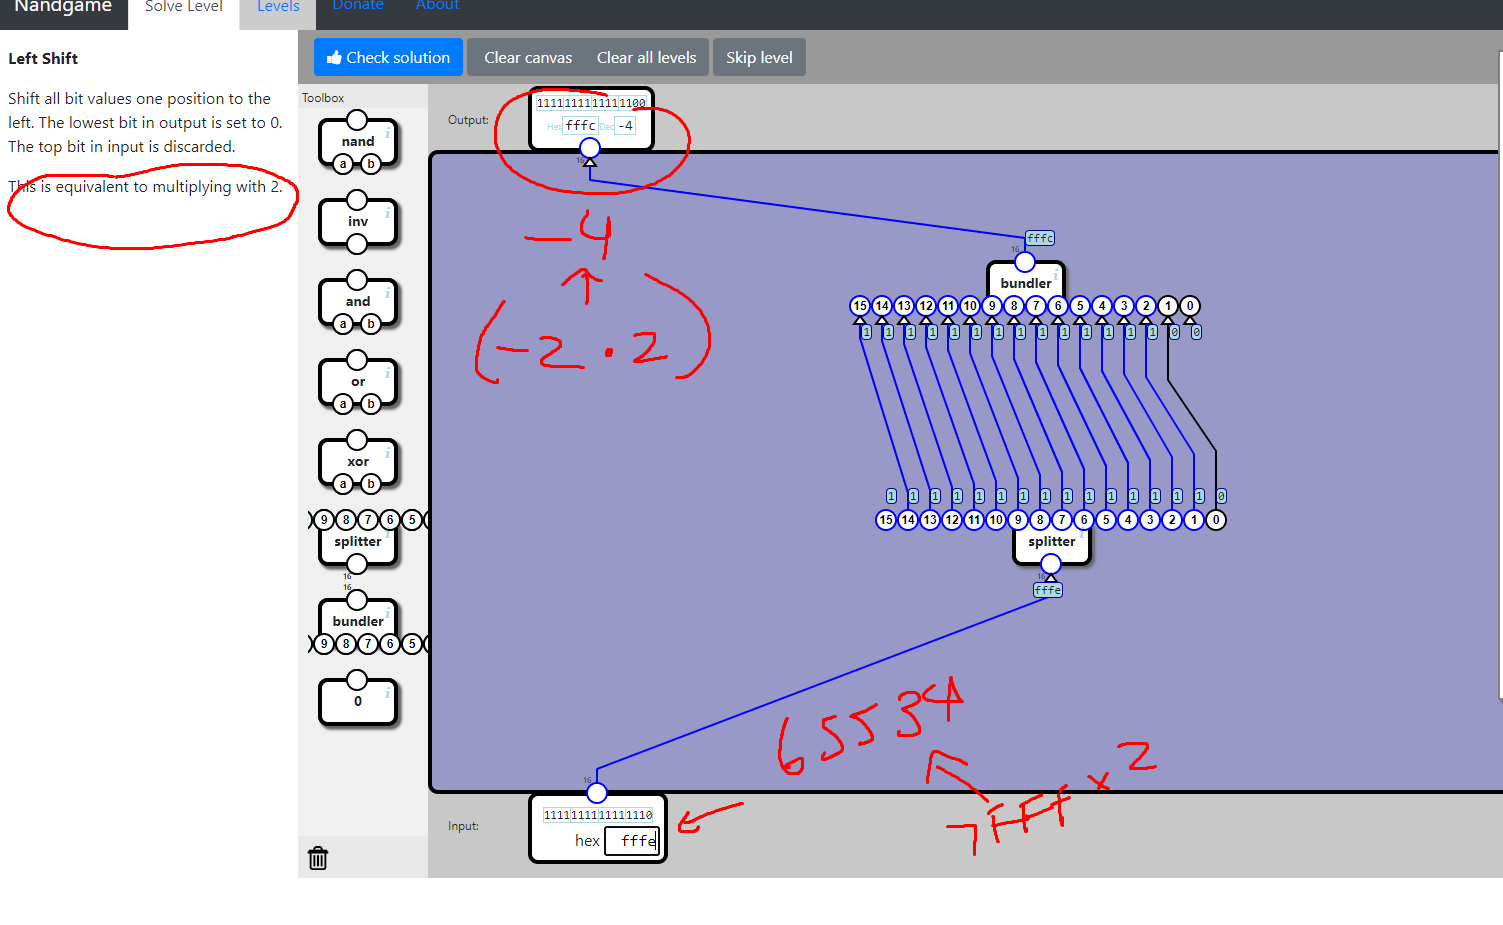 Nandgame
Solve Level
Levels
Donate
About
Left Shift
Shift all bit values one position to the
left. The lowest bit in output is set to 0.
The top bit in input is discarded.
This is equivalent to multiplying with 2.
Check solution
Clear canvas
Clear all levels
Skip level
Toolbox
nand
i
a b
inv
i
and
i
a b
or
i
a b
xor
i
a b
9 8 7 6 5
splitter
i
16
16
bundler
i
9 8 7 6 5
0
i
Output:
1111111111111100
Hex fffc Dec -4
16
-4
(-2 · 2)
fffc
16
bundler
i
15 14 13 12 11 10 9 8 7 6 5 4 3 2 1 0
1 1 1 1 1 1 1 1 1 1 1 1 1 1 0 0
1 1 1 1 1 1 1 1 1 1 1 1 1 1 1 0
15 14 13 12 11 10 9 8 7 6 5 4 3 2 1 0
splitter
i
16
fffe
65534
7fff x 2
16
Input:
1111111111111110
hex fffe